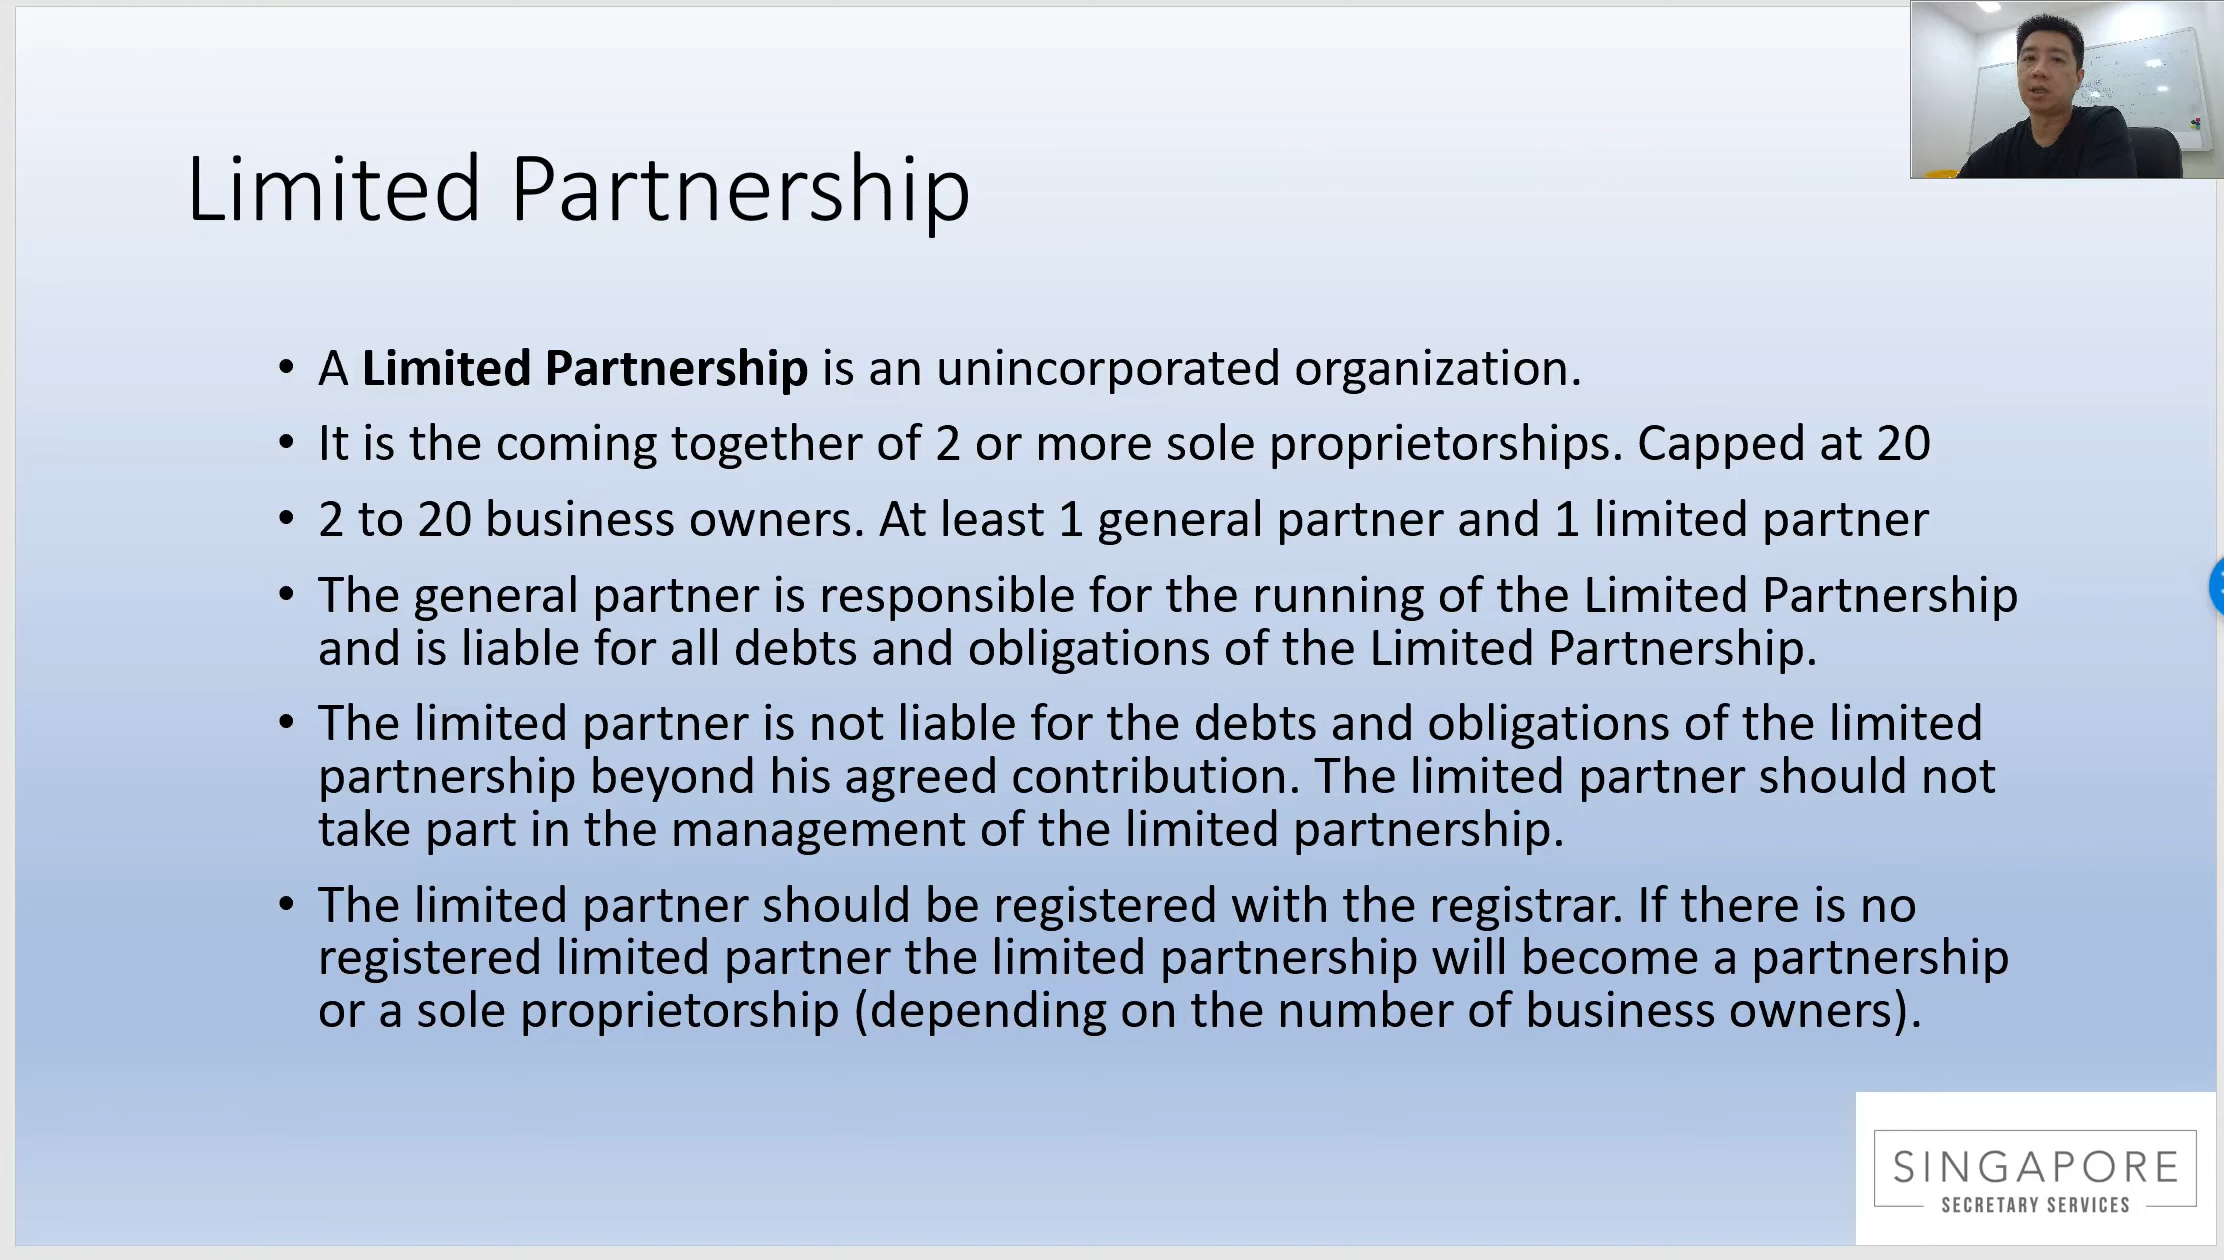 Limited Partnership
• A Limited Partnership is an unincorporated organization.
• It is the coming together of 2 or more sole proprietorships. Capped at 20
• 2 to 20 business owners. At least 1 general partner and 1 limited partner
• The general partner is responsible for the running of the Limited Partnership
and is liable for all debts and obligations of the Limited Partnership.
• The limited partner is not liable for the debts and obligations of the limited
partnership beyond his agreed contribution. The limited partner should not
take part in the management of the limited partnership.
• The limited partner should be registered with the registrar. If there is no
registered limited partner the limited partnership will become a partnership
or a sole proprietorship (depending on the number of business owners).
SINGAPORE
SECRETARY SERVICES